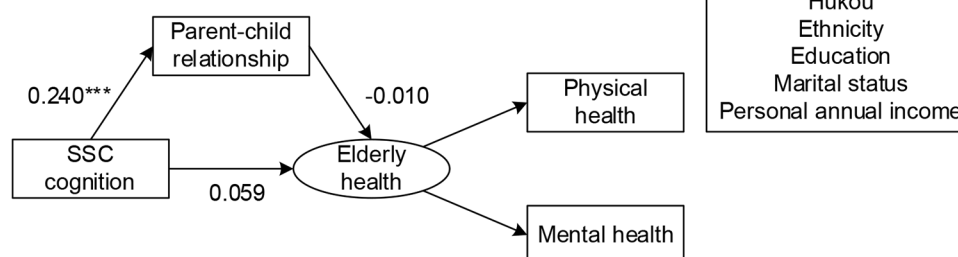 Parent-child
relationship
0.240***
-0.010
SSC
cognition
0.059
Elderly
health
Physical
health
Mental health
Hukou
Ethnicity
Education
Marital status
Personal annual income